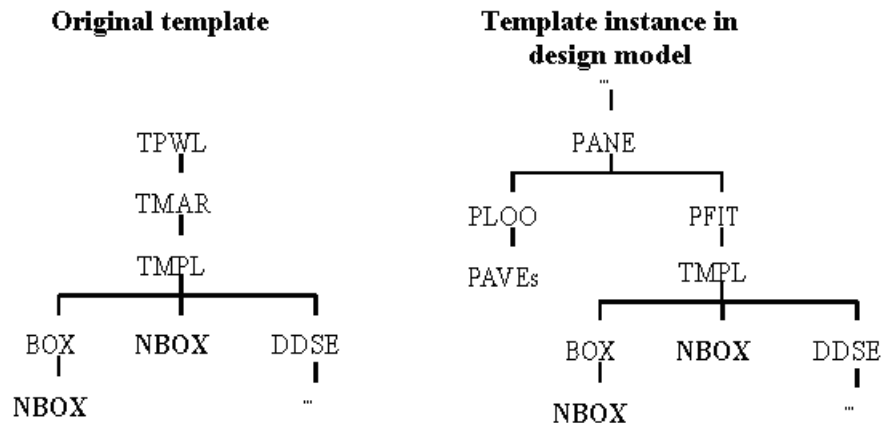 Original template
TPWL
TMAR
TMPL
BOX NBOX DDSE
NBOX ...
Template instance in
design model
...
PANE
PLOO PFIT
PAVEs TMPL
BOX NBOX DDSE
NBOX ...